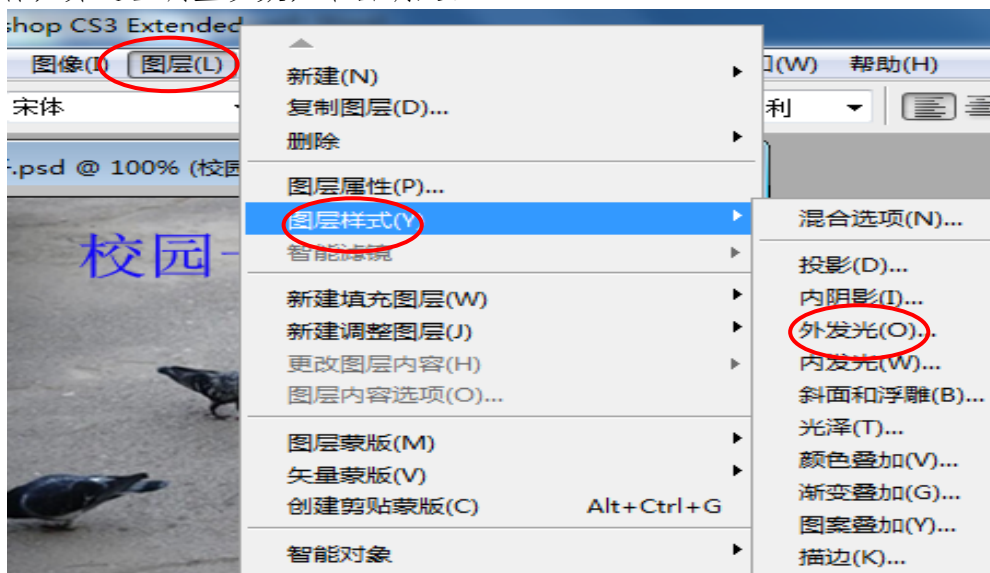 shop CS3 Extended
图像(I) 图层(L)
口(W) 帮助(H)
宋体
利
.psd @ 100% (校园
校园
新建(N)
复制图层(D)...
删除
图层属性(P)...
图层样式(Y)
智能滤镜
新建填充图层(W)
新建调整图层(J)
更改图层内容(H)
图层内容选项(O)...
图层蒙版(M)
矢量蒙版(V)
创建剪贴蒙版(C) Alt+Ctrl+G
智能对象
混合选项(N)...
投影(D)...
内阴影(I)...
外发光(O)...
内发光(W)...
斜面和浮雕(B)...
光泽(T)...
颜色叠加(V)...
渐变叠加(G)...
图案叠加(Y)...
描边(K)...